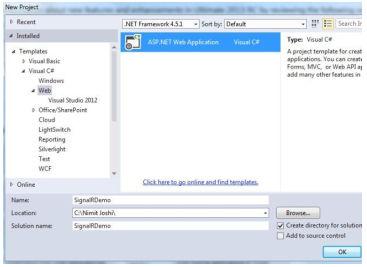 New Project
Recent
.NET Framework 4.5.1
Sort by: Default
Search In
Installed
Templates
Visual Basic
Visual C#
Windows
Web
Visual Studio 2012
Office/SharePoint
Cloud
LightSwitch
Reporting
Silverlight
Test
WCF
Online
ASP.NET Web Application
Visual C#
Click here to go online and find templates.
Type: Visual C#
A project template for creat
applications. You can create
Forms, MVC, or Web API ap
add many other features in
Name:
SignalRDemo
Location:
C:\Nimit Joshi\
Browse...
Solution name:
SignalRDemo
Create directory for solution
Add to source control
OK